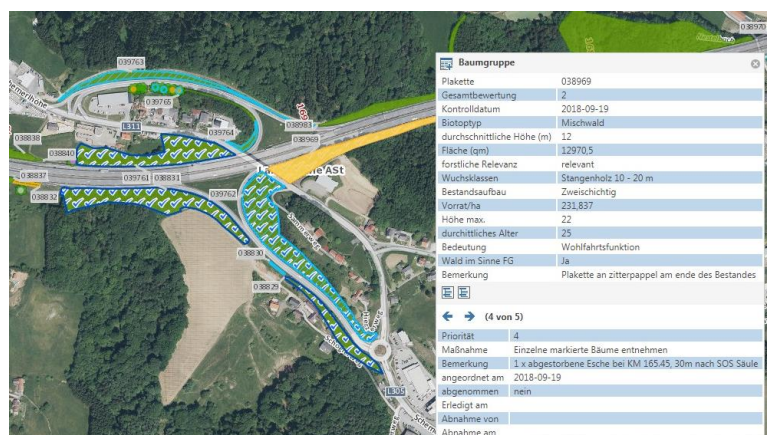 038970
039763
039765
L311
039764
038983
038969
038838
038840
038837
039761
038831
038832
039762
038830
038829
L305
Baumgruppe
Plakette 038969
Gesamtbewertung 2
Kontrolldatum 2018-09-19
Biotoptyp Mischwald
durchschnittliche Höhe (m) 12
Fläche (qm) 12970,5
forstliche Relevanz relevant
Wuchsklassen Stangenholz 10 - 20 m
Bestandsaufbau Zweischichtig
Vorrat/ha 231,837
Höhe max. 22
durchittliches Alter 25
Bedeutung Wohlfahrtsfunktion
Wald im Sinne FG Ja
Bemerkung Plakette an zitterpappel am ende des Bestandes
(4 von 5)
Priorität 4
Maßnahme Einzelne markierte Bäume entnehmen
Bemerkung 1 x abgestorbene Esche bei KM 165.45, 30m nach SOS Säule
angeordnet am 2018-09-19
abgenommen nein
Erledigt am
Abnahme von
Abnahme am